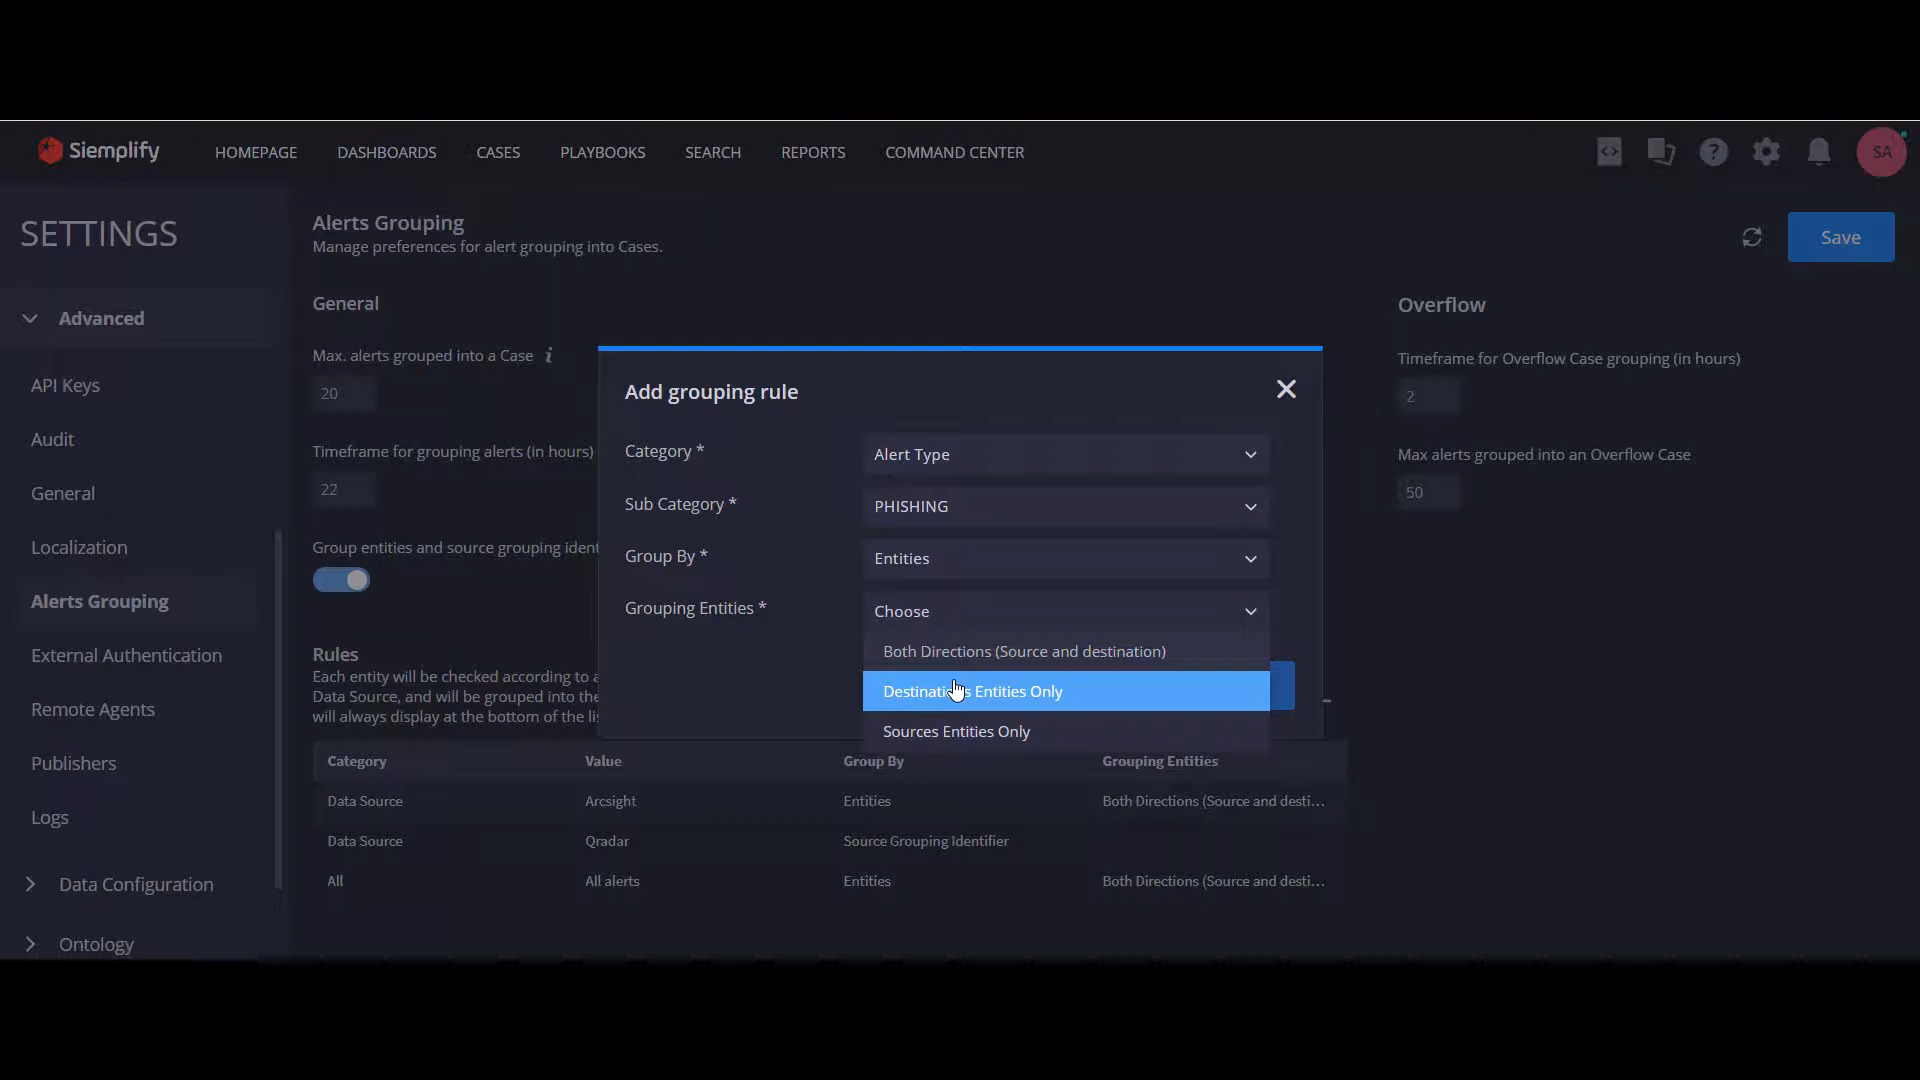 Siemplify
HOMEPAGE
DASHBOARDS
CASES
PLAYBOOKS
SEARCH
REPORTS
COMMAND CENTER
SA
SETTINGS
Advanced
API Keys
Audit
General
Localization
Alerts Grouping
External Authentication
Remote Agents
Publishers
Logs
Data Configuration
Ontology
Alerts Grouping
Manage preferences for alert grouping into Cases.
Save
General
Max. alerts grouped into a Case
20
Timeframe for grouping alerts (in hours)
22
Group entities and source grouping
Overflow
Timeframe for Overflow Case grouping (in hours)
2
Max alerts grouped into an Overflow Case
50
Add grouping rule
Category *
Alert Type
Sub Category *
PHISHING
Group By *
Entities
Grouping Entities *
Choose
Both Directions (Source and destination)
Entities Only
Sources Entities Only
Rules
Each entity will be checked according to
Data Source, and will be grouped into the
will always display at the bottom of the
Category Value Group By Grouping Entities
Data Source Arcsight Entities Both Directions (Source and desti...
Data Source Qradar Source Grouping Identifier
All All alerts Entities Both Directions (Source and desti...